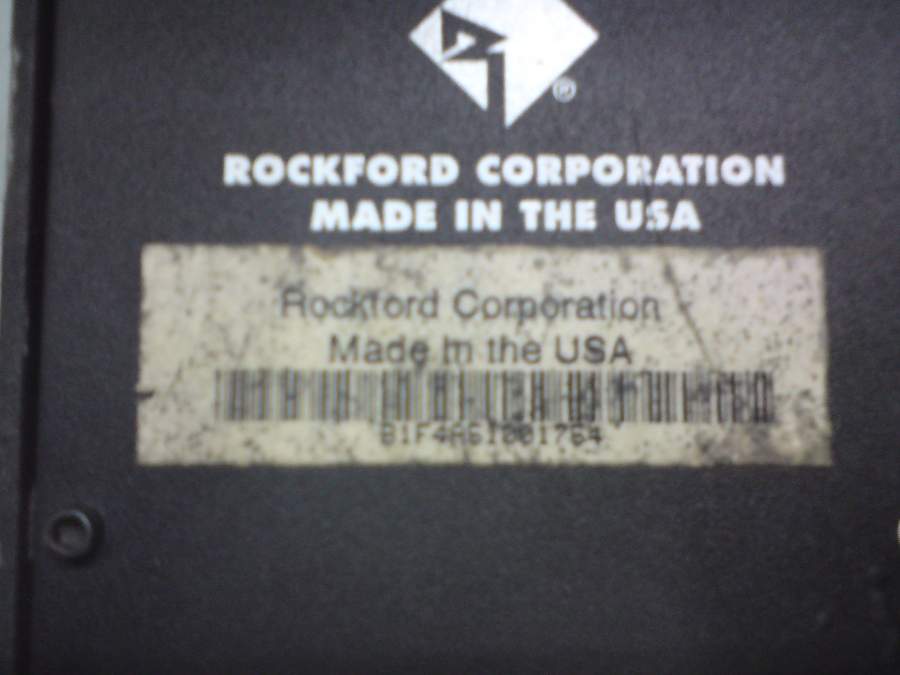 ®
ROCKFORD CORPORATION
MADE IN THE USA
Rockford Corporation
Made in the USA